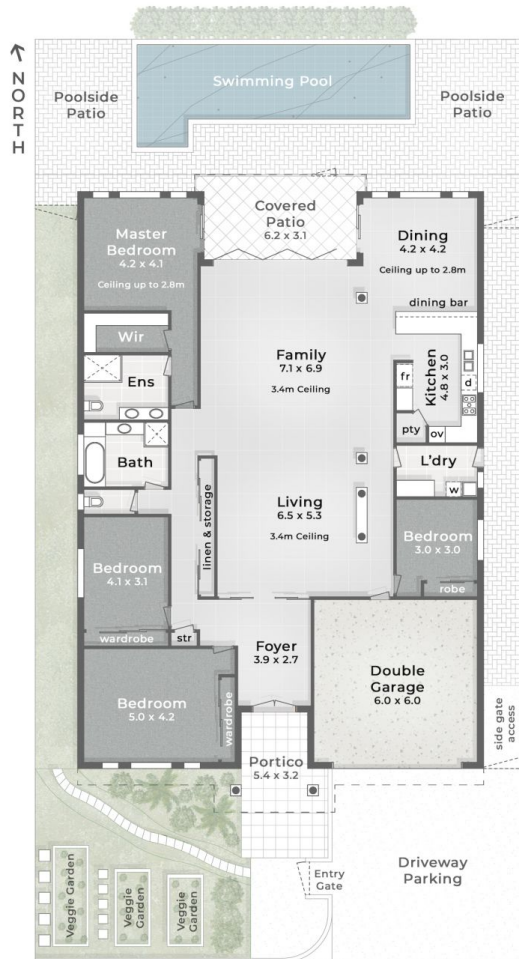 NORTH
Swimming Pool
Poolside
Patio
Poolside
Patio
Covered
Patio
6.2 x 3.1
Master
Bedroom
4.2 x 4.1
Ceiling up to 2.8m
Dining
4.2 x 4.2
Ceiling up to 2.8m
dining bar
Wir
Family
7.1 x 6.9
3.4m Ceiling
Kitchen
4.8 x 3.0
fr
d
Ens
pty
ov
Bath
L'dry
w
linen & storage
Living
6.5 x 5.3
3.4m Ceiling
Bedroom
3.0 x 3.0
robe
Bedroom
4.1 x 3.1
wardrobe
str
Foyer
3.9 x 2.7
Double
Garage
6.0 x 6.0
Bedroom
5.0 x 4.2
wardrobe
side gate
access
Portico
5.4 x 3.2
Entry
Gate
Driveway
Parking
Veggie Garden
Veggie
Garden
Veggie
Garden